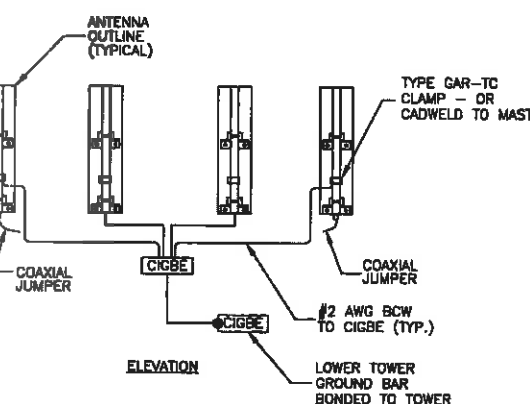 ANTENNA
OUTLINE
(TYPICAL)
TYPE GAR-TC
CLAMP - OR
CADWELD TO MAST
CIGBE
COAXIAL
JUMPER
COAXIAL
JUMPER
#2 AWG BCW
TO CIGBE (TYP.)
CIGBE
ELEVATION
LOWER TOWER
GROUND BAR
BONDED TO TOWER